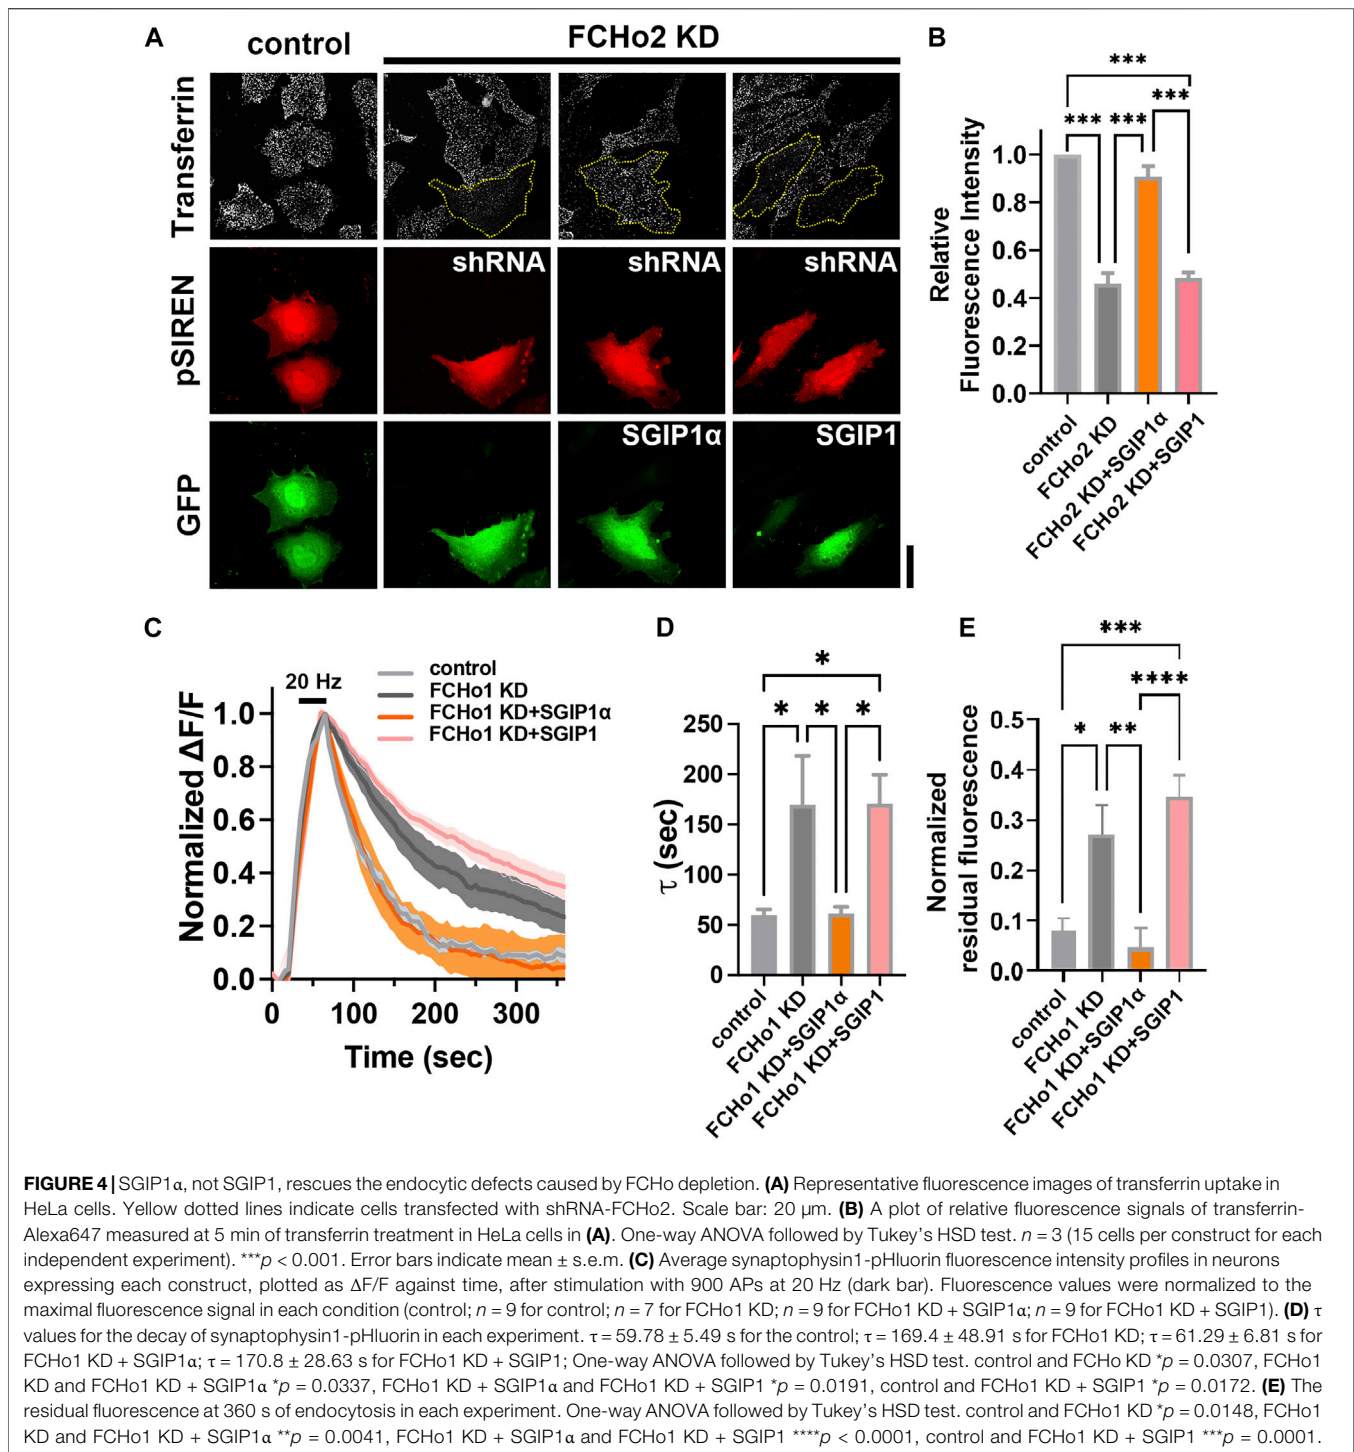 A
control
FCHo2 KD
Transferrin
pSIREN
shRNA
shRNA
shRNA
GFP
SGIP1α
SGIP1
B
***
*** *** ***
Relative
Fluorescence Intensity
1.0
0.8
0.6
0.4
0.2
0.0
control
FCHo2 KD
FCHo2 KD+SGIP1α
FCHo2 KD+SGIP1
C
20 Hz
control
FCHo1 KD
FCHo1 KD+SGIP1α
FCHo1 KD+SGIP1
Normalized ΔF/F
1.0
0.8
0.6
0.4
0.2
0.0
0 100 200 300
Time (sec)
D
*
* * *
τ (sec)
250
200
150
100
50
0
control
FCHo1 KD
FCHo1 KD+SGIP1α
FCHo1 KD+SGIP1
E
***
****
* **
Normalized
residual fluorescence
0.5
0.4
0.3
0.2
0.1
0.0
control
FCHo1 KD
FCHo1 KD+SGIP1α
FCHo1 KD+SGIP1
FIGURE 4 | SGIP1α, not SGIP1, rescues the endocytic defects caused by FCHo depletion. (A) Representative fluorescence images of transferrin uptake in
HeLa cells. Yellow dotted lines indicate cells transfected with shRNA-FCHo2. Scale bar: 20 μm. (B) A plot of relative fluorescence signals of transferrin-
Alexa647 measured at 5 min of transferrin treatment in HeLa cells in (A). One-way ANOVA followed by Tukey's HSD test. n = 3 (15 cells per construct for each
independent experiment). ***p < 0.001. Error bars indicate mean ± s.e.m. (C) Average synaptophysin1-pHluorin fluorescence intensity profiles in neurons
expressing each construct, plotted as ΔF/F against time, after stimulation with 900 APs at 20 Hz (dark bar). Fluorescence values were normalized to the
maximal fluorescence signal in each condition (control; n = 9 for control; n = 7 for FCHo1 KD; n = 9 for FCHo1 KD + SGIP1α; n = 9 for FCHo1 KD + SGIP1). (D) τ
values for the decay of synaptophysin1-pHluorin in each experiment. τ = 59.78 ± 5.49 s for the control; τ = 169.4 ± 48.91 s for FCHo1 KD; τ = 61.29 ± 6.81 s for
FCHo1 KD + SGIP1α; τ = 170.8 ± 28.63 s for FCHo1 KD + SGIP1; One-way ANOVA followed by Tukey's HSD test. control and FCHo KD *p = 0.0307, FCHo1
KD and FCHo1 KD + SGIP1α *p = 0.0337, FCHo1 KD + SGIP1α and FCHo1 KD + SGIP1 *p = 0.0191, control and FCHo1 KD + SGIP1 *p = 0.0172. (E) The
residual fluorescence at 360 s of endocytosis in each experiment. One-way ANOVA followed by Tukey's HSD test. control and FCHo1 KD *p = 0.0148, FCHo1
KD and FCHo1 KD + SGIP1α **p = 0.0041, FCHo1 KD + SGIP1α and FCHo1 KD + SGIP1 ****p < 0.0001, control and FCHo1 KD + SGIP1 ***p = 0.0001.